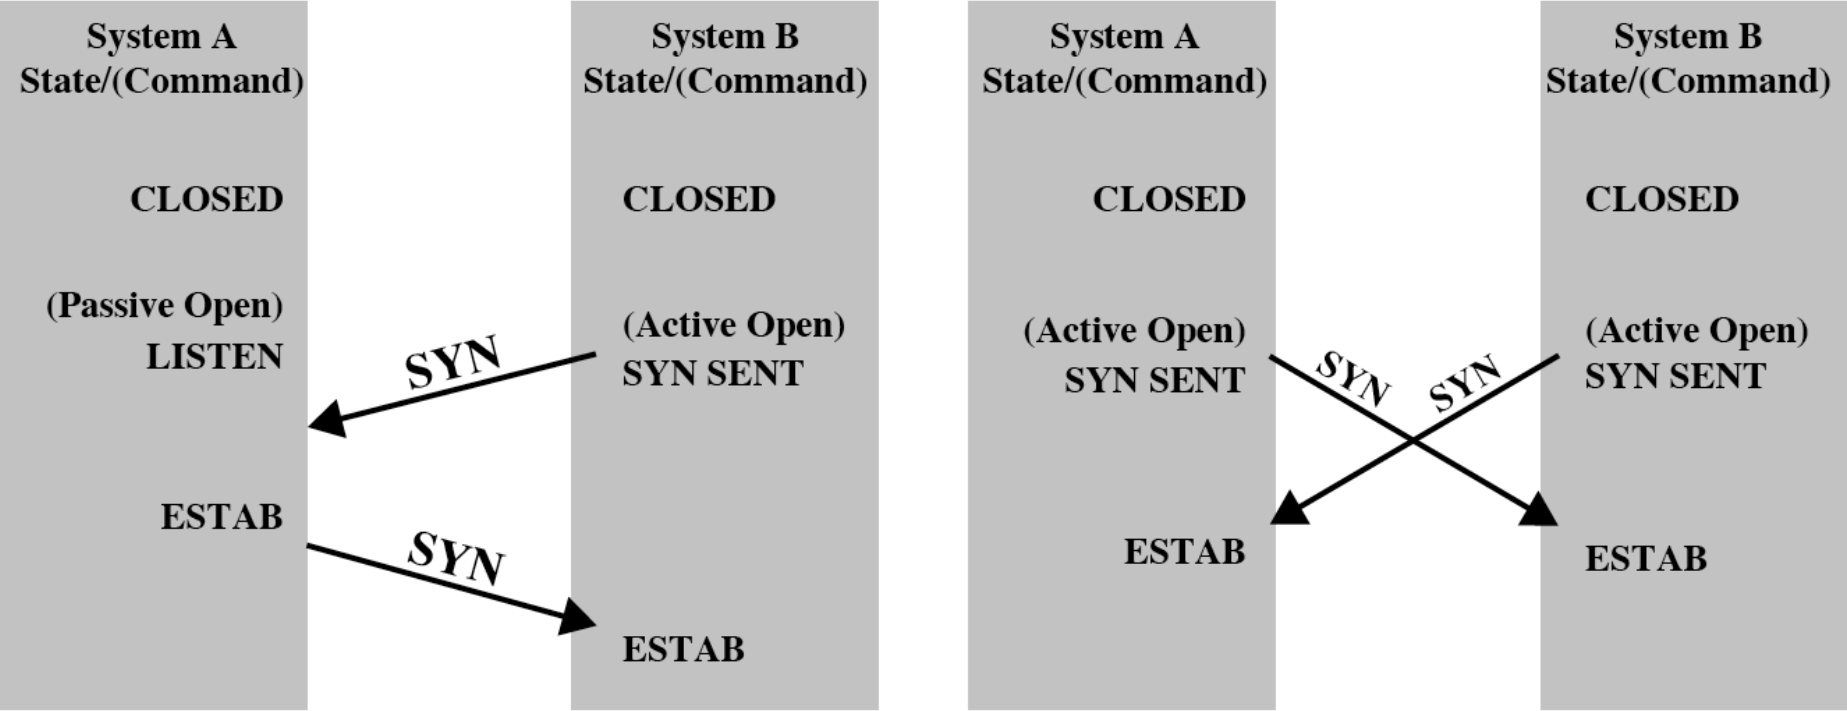 System A
State/(Command)
CLOSED
(Passive Open)
LISTEN
ESTAB
SYN
SYN
System B
State/(Command)
CLOSED
(Active Open)
SYN SENT
ESTAB
System A
State/(Command)
CLOSED
(Active Open)
SYN SENT
ESTAB
SYN
SYN
System B
State/(Command)
CLOSED
(Active Open)
SYN SENT
ESTAB